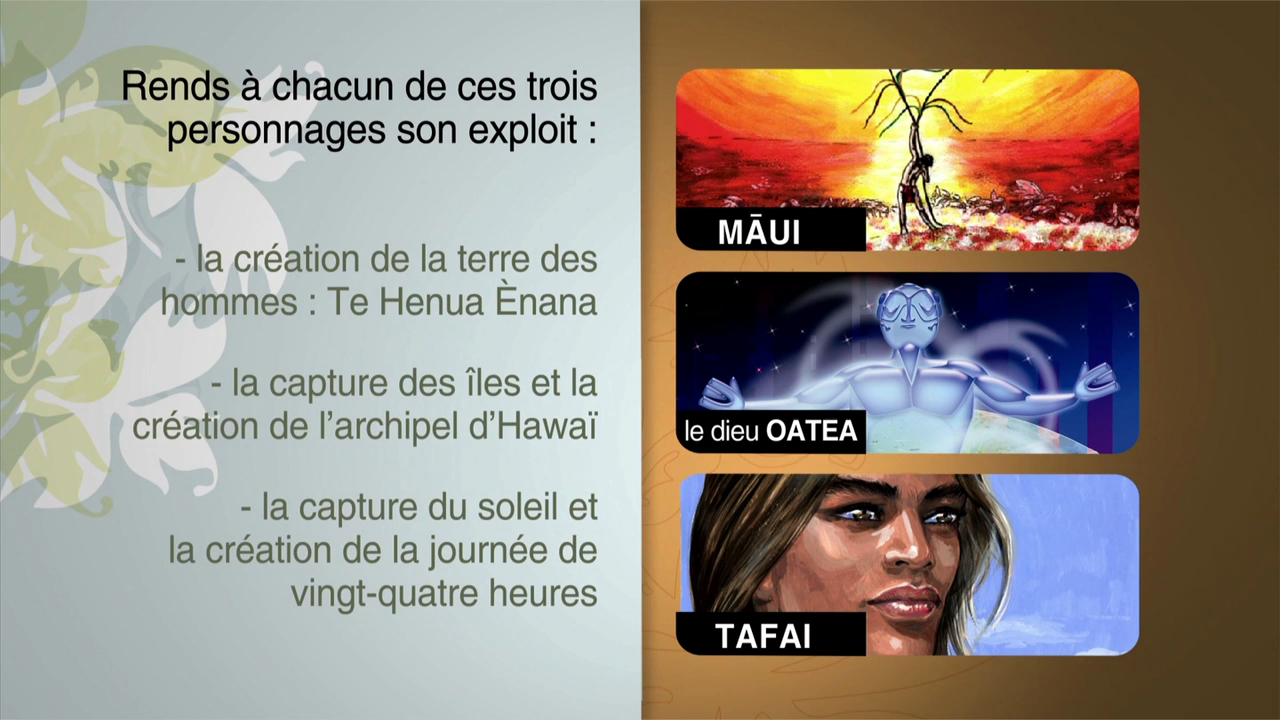 Rends à chacun de ces trois
personnages son exploit :
- la création de la terre des
hommes : Te Henua Ènana
- la capture des îles et la
création de l’archipel d’Hawaï
- la capture du soleil et
la création de la journée de
vingt-quatre heures
MĀUI
le dieu OATEA
TAFAI